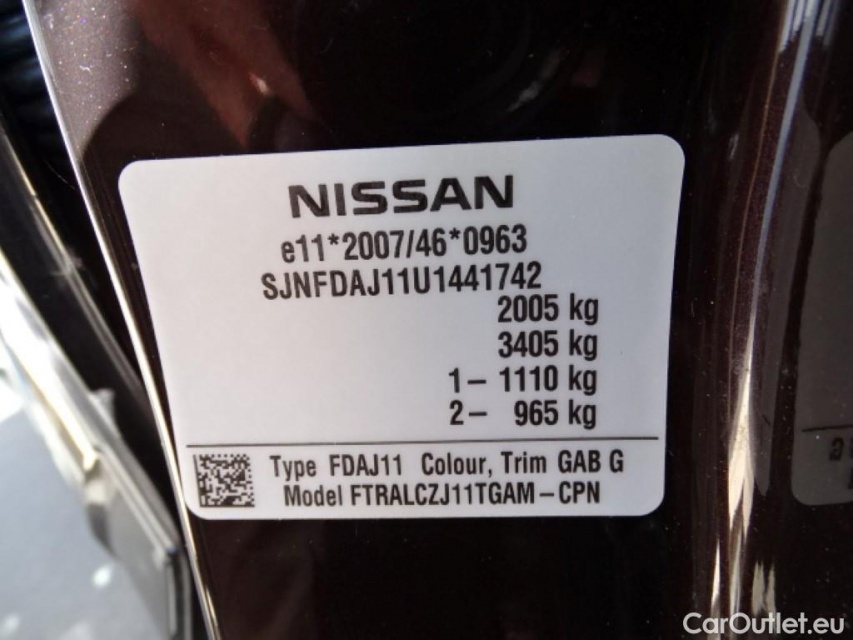 NISSAN
e11*2007/46*0963
SJNFDAJ11U1441742
2005 kg
3405 kg
1- 1110 kg
2- 965 kg
Type FDAJ11 Colour, Trim GAB G
Model FTRALCZJ11TGAM-CPN
CarOutlet.eu